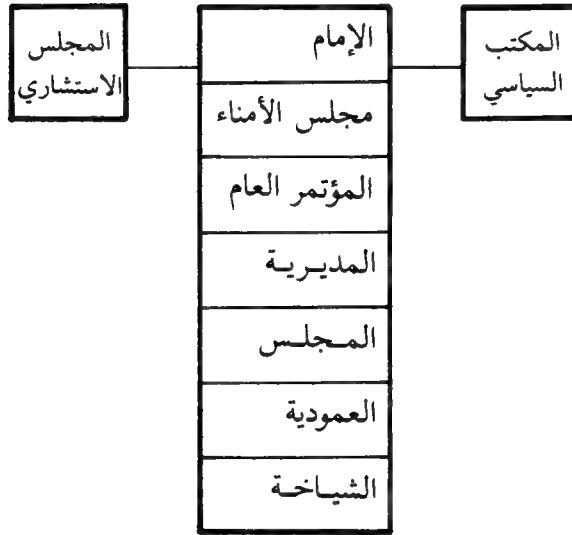 المكتب
السياسي
الإمام
المجلس
الاستشاري
مجلس الأمناء
المؤتمر العام
المديرية
المجلس
العمودية
الشياخة